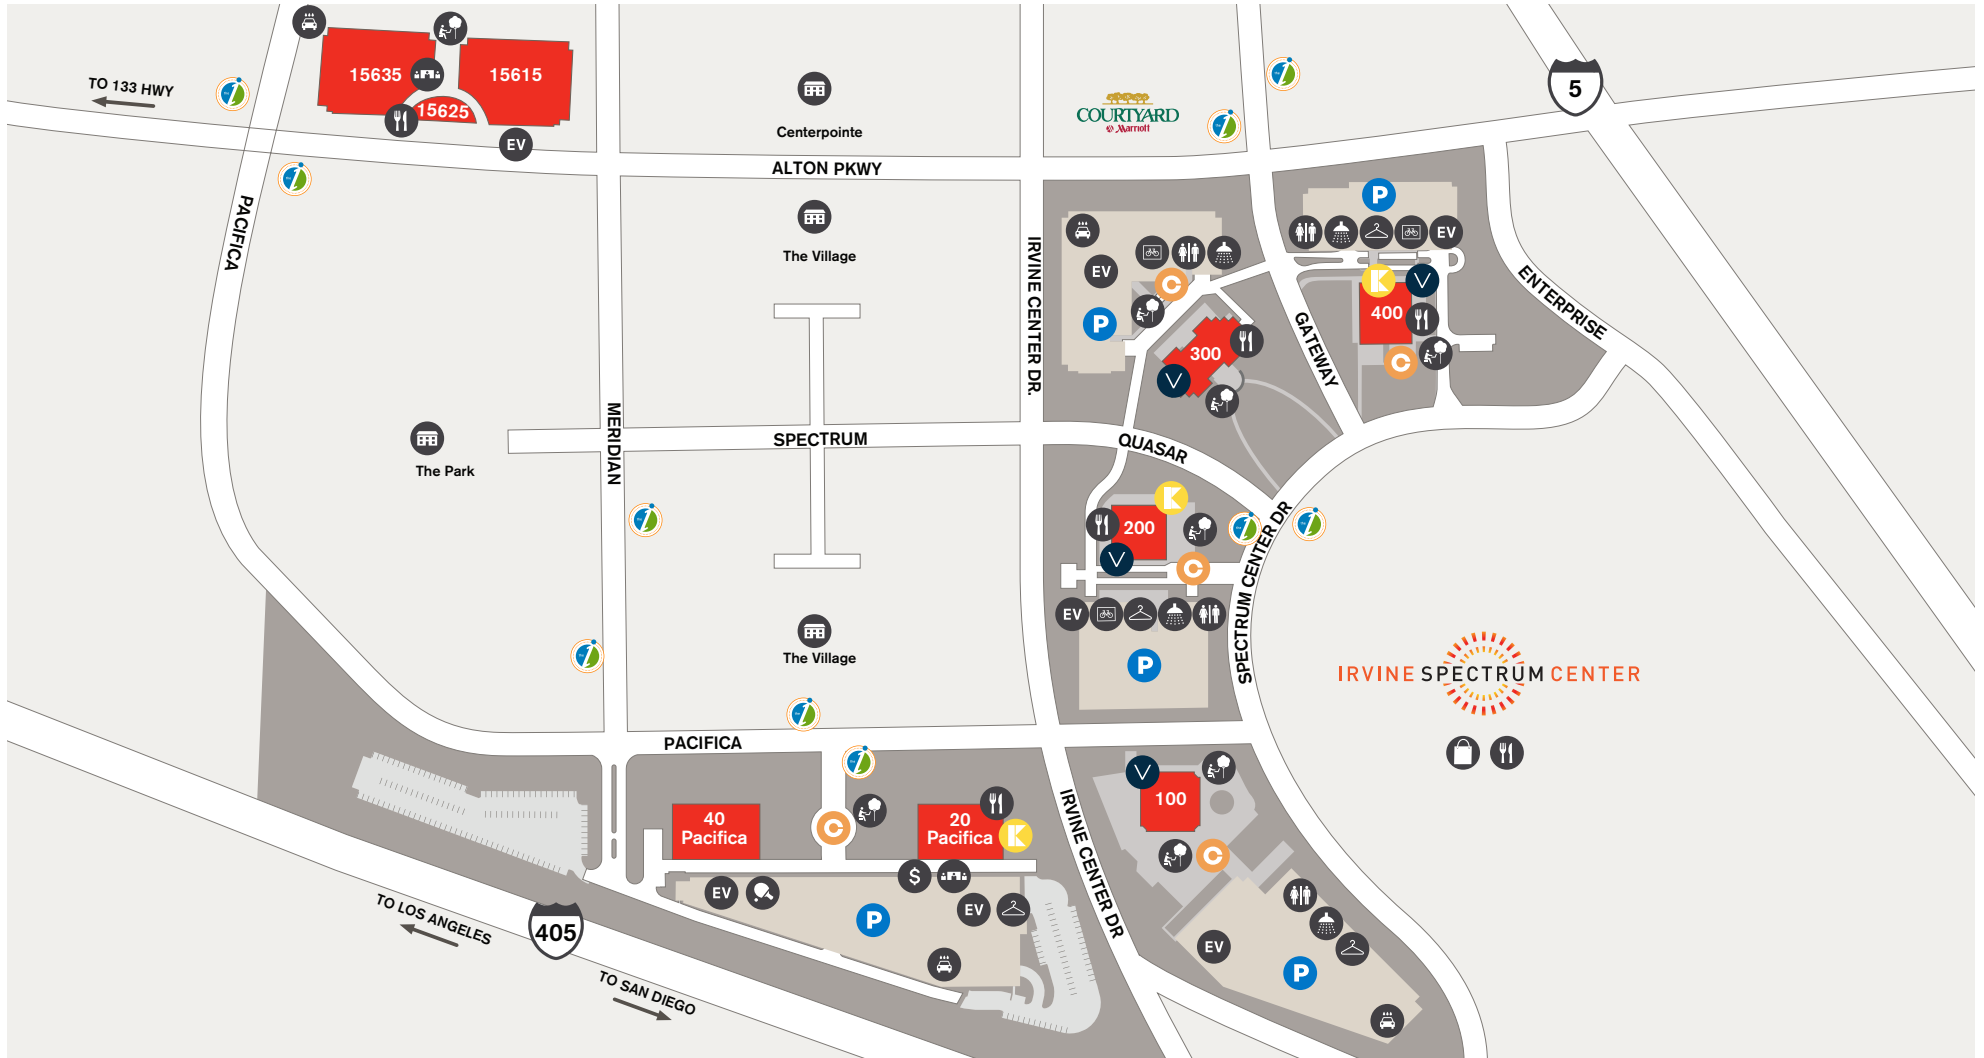 TO 133 HWY
15635
15615
15625
EV
Centerpointe
COURTYARD
Marriott
5
ALTON PKWY
PACIFICA
The Village
IRVINE CENTER DR.
P
EV
C
P
300
V
P
EV
K
V
400
C
GATEWAY
ENTERPRISE
MERIDIAN
The Park
SPECTRUM
QUASAR
K
200
V
C
SPECTRUM CENTER DR
EV
P
The Village
IRVINE SPECTRUM CENTER
PACIFICA
40
Pacifica
C
20
Pacifica
K
$
EV
EV
P
IRVINE CENTER DR
V
100
C
EV
P
TO LOS ANGELES
405
TO SAN DIEGO